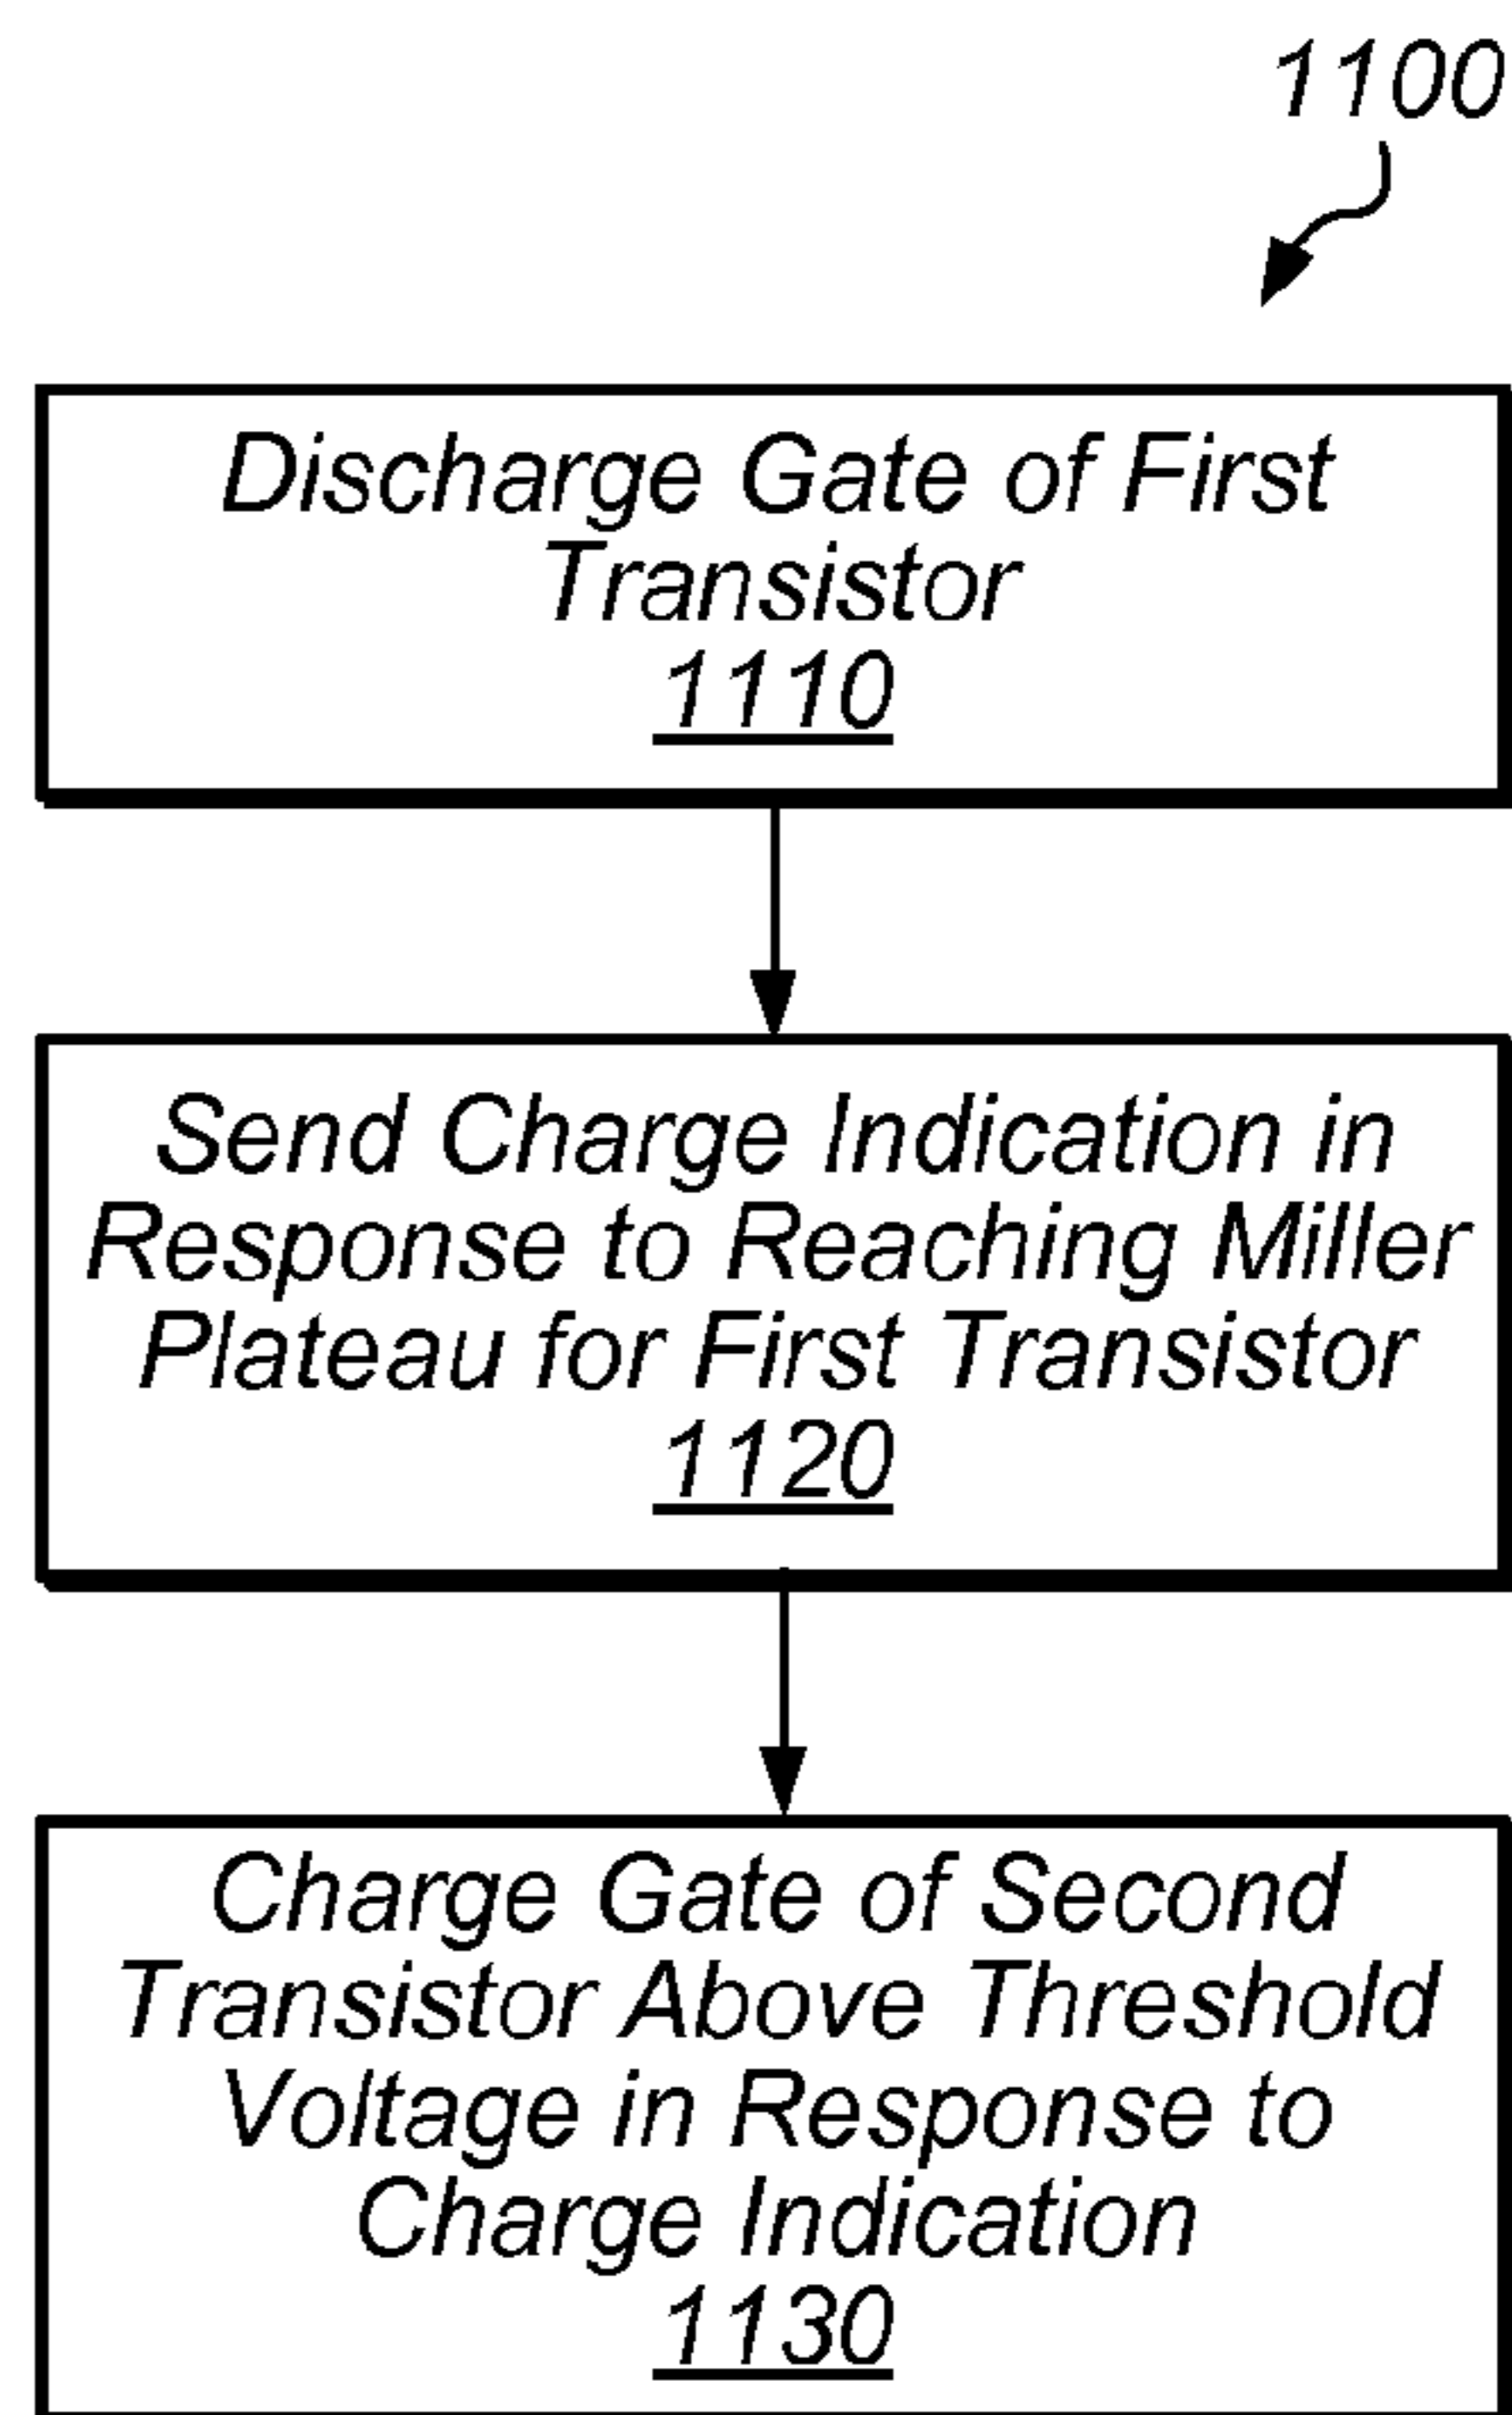 1100
Discharge Gate of First
Transistor
1110
Send Charge Indication in
Response to Reaching Miller
Plateau for First Transistor
1120
Charge Gate of Second
Transistor Above Threshold
Voltage in Response to
Charge Indication
1130